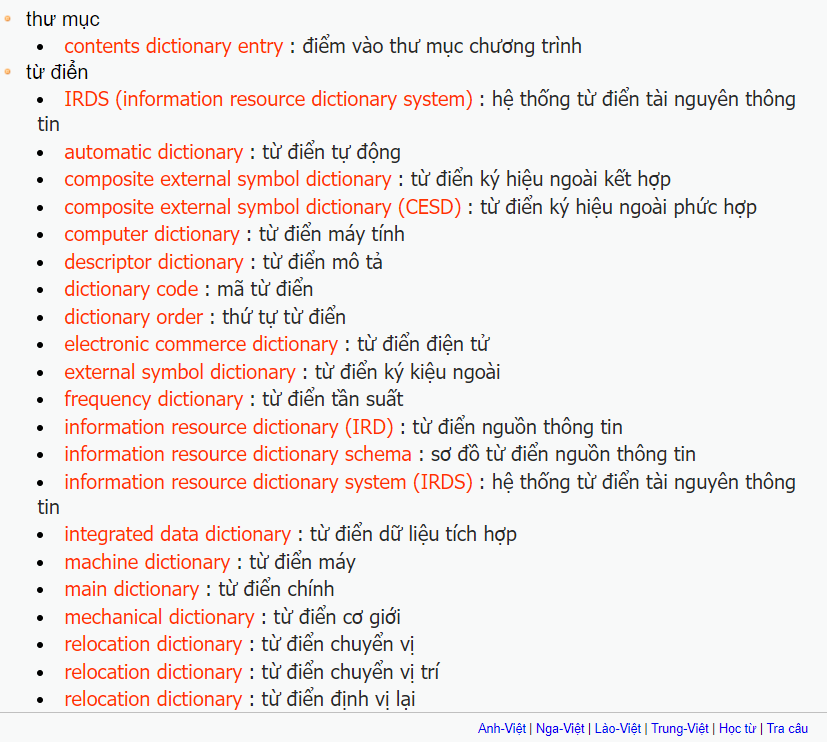 thư mục
contents dictionary entry : điểm vào thư mục chương trình
từ điển
IRDS (information resource dictionary system) : hệ thống từ điển tài nguyên thông
tin
automatic dictionary : từ điển tự động
composite external symbol dictionary : từ điển ký hiệu ngoài kết hợp
composite external symbol dictionary (CESD) : từ điển ký hiệu ngoài phức hợp
computer dictionary : từ điển máy tính
descriptor dictionary : từ điển mô tả
dictionary code : mã từ điển
dictionary order : thứ tự từ điển
electronic commerce dictionary : từ điển điện tử
external symbol dictionary : từ điển ký kiệu ngoài
frequency dictionary : từ điển tần suất
information resource dictionary (IRD) : từ điển nguồn thông tin
information resource dictionary schema : sơ đồ từ điển nguồn thông tin
information resource dictionary system (IRDS) : hệ thống từ điển tài nguyên thông
tin
integrated data dictionary : từ điển dữ liệu tích hợp
machine dictionary : từ điển máy
main dictionary : từ điển chính
mechanical dictionary : từ điển cơ giới
relocation dictionary : từ điển chuyển vị
relocation dictionary : từ điển chuyển vị trí
relocation dictionary : từ điển định vị lại
Anh-Việt | Nga-Việt | Lào-Việt | Trung-Việt | Học từ | Tra câu